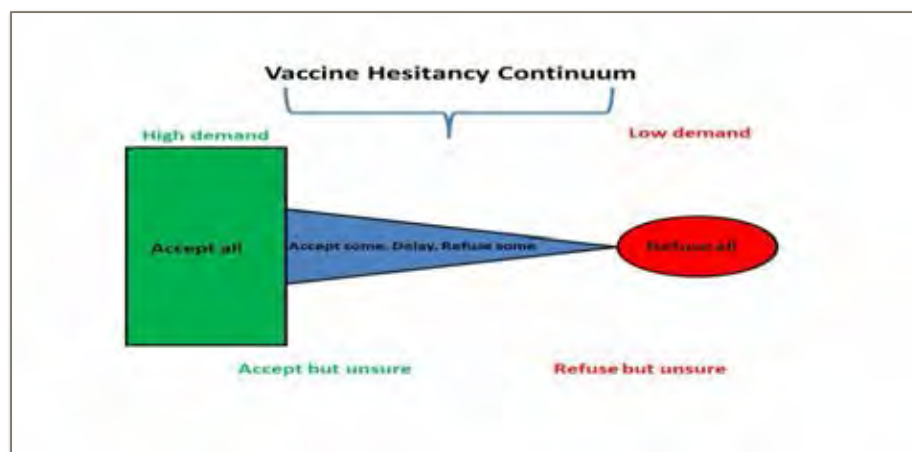 Vaccine Hesitancy Continuum
High demand
Low demand
Accept all
Accept some. Delay. Refuse some
Refuse all
Accept but unsure
Refuse but unsure